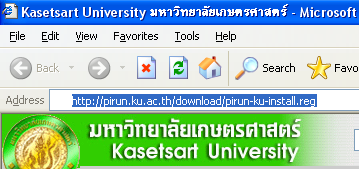 Kasetsart University มหาวิทยาลัยเกษตรศาสตร์ - Microsoft
File Edit View Favorites Tools Help
Back Search Favo
Address http://pirun.ku.ac.th/download/pirun-ku-install.reg
มหาวิทยาลัยเกษตรศาสตร์
Kasetsart University